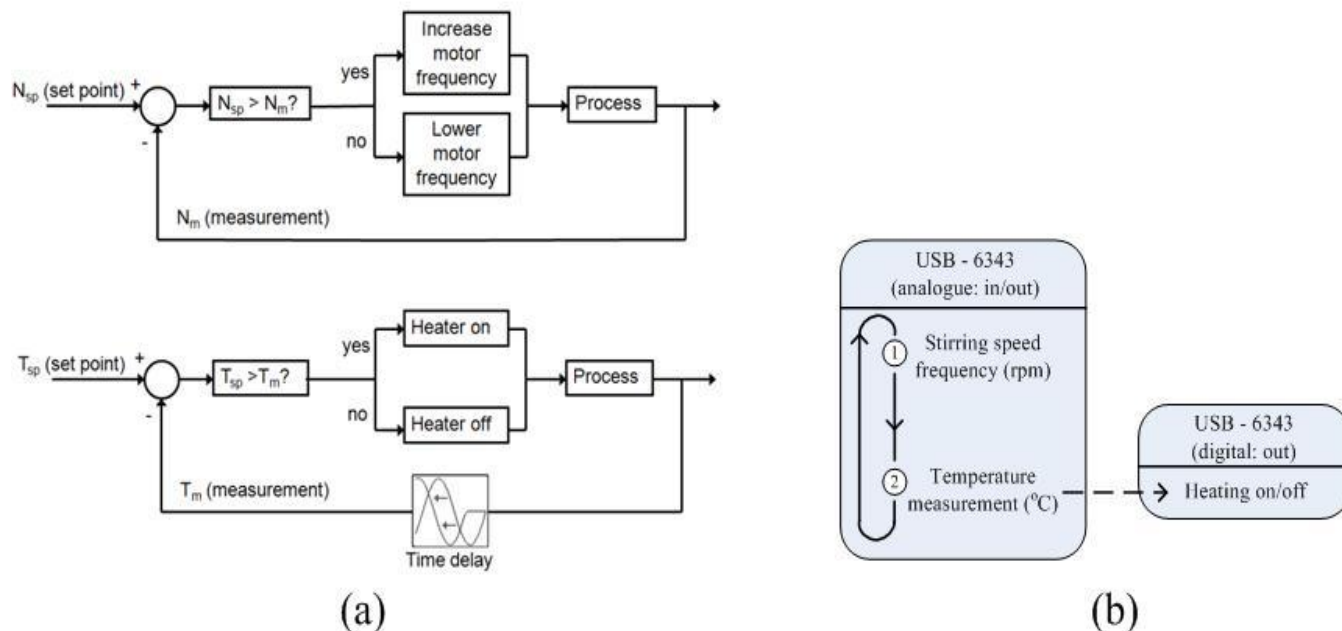 N_sp (set point)
+
-
N_sp > N_m?
yes
no
Increase
motor
frequency
Lower
motor
frequency
Process
N_m (measurement)
T_sp (set point)
+
-
T_sp >T_m?
yes
no
Heater on
Heater off
Process
T_m (measurement)
Time delay
(a)
USB - 6343
(analogue: in/out)
1
Stirring speed
frequency (rpm)
2
Temperature
measurement (°C)
USB - 6343
(digital: out)
Heating on/off
(b)